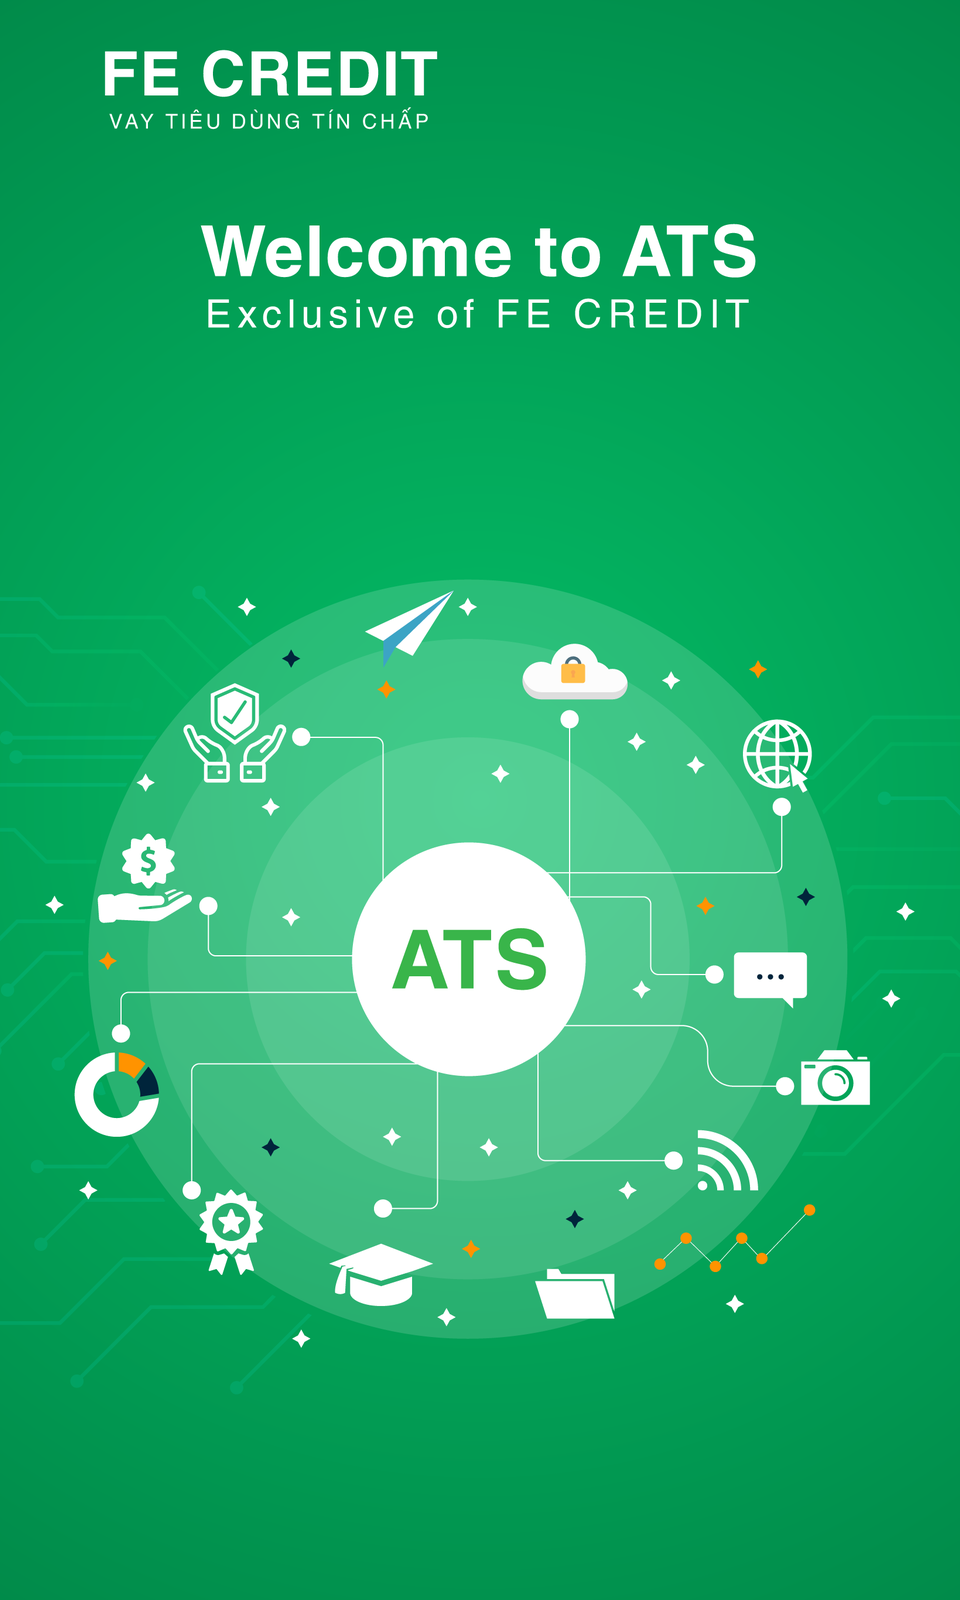 FE CREDIT
VAY TIÊU DÙNG TÍN CHẤP
Welcome to ATS
Exclusive of FE CREDIT
$
ATS